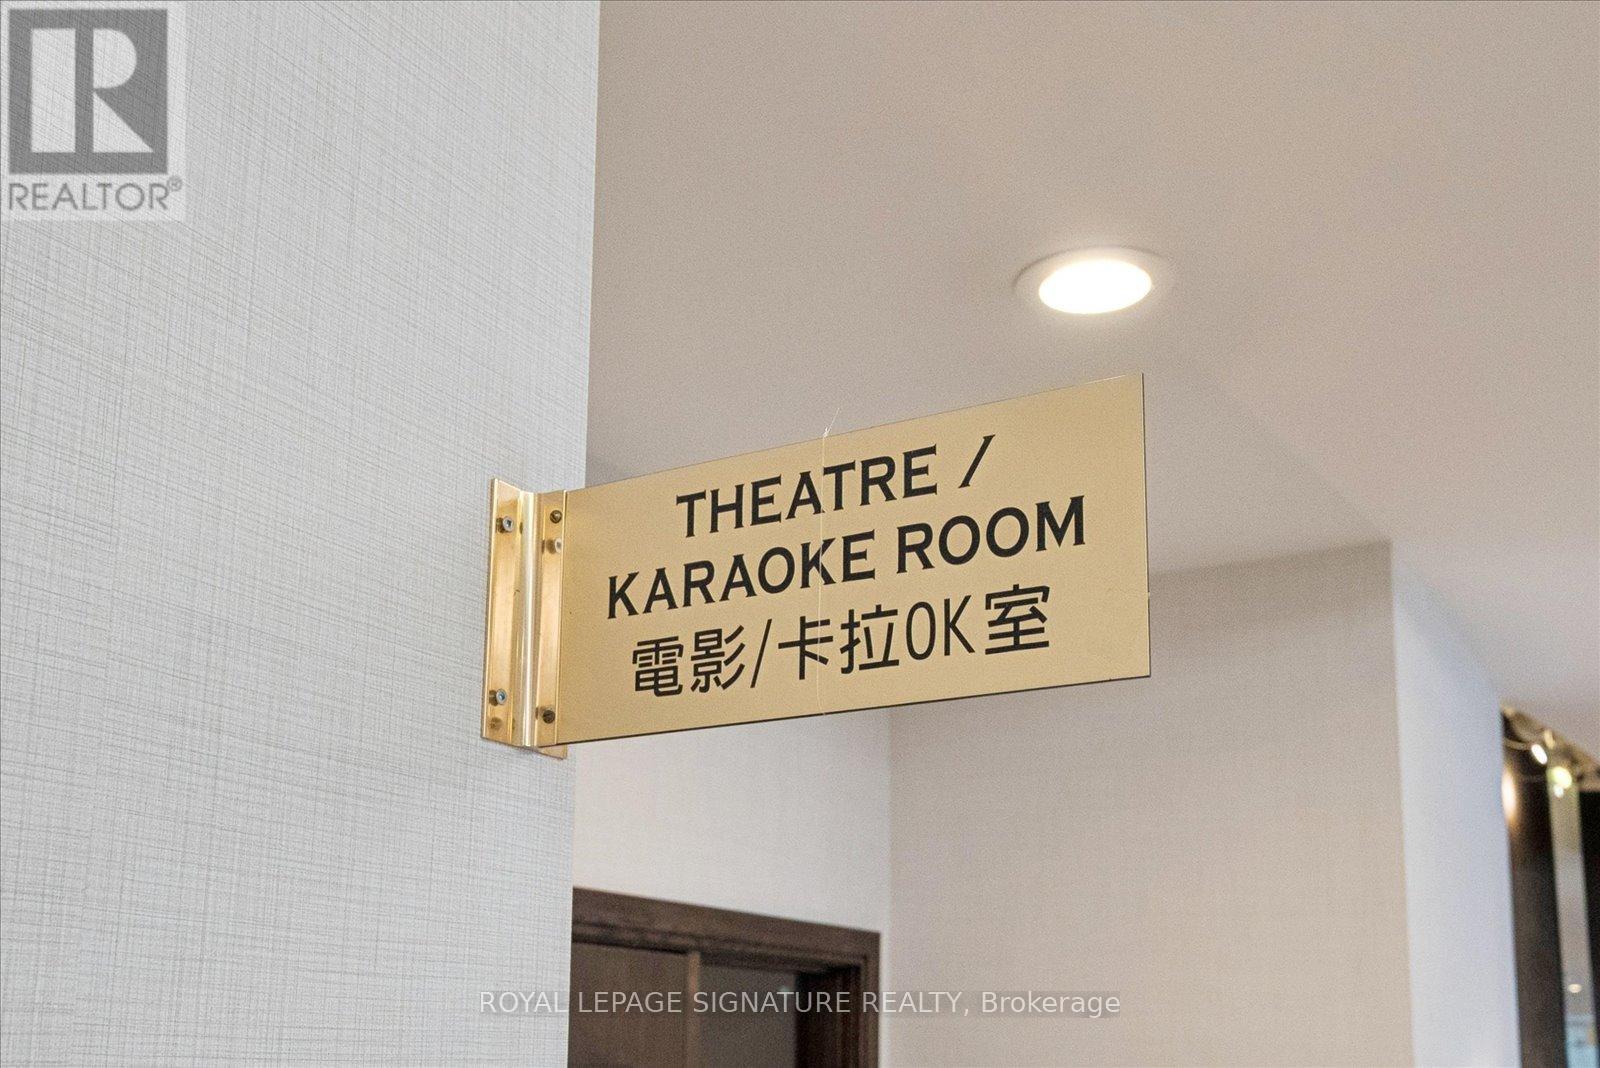 REALTOR®
THEATRE /
KARAOKE ROOM
電影/卡拉OK室
ROYAL LEPAGE SIGNATURE REALTY, Brokerage